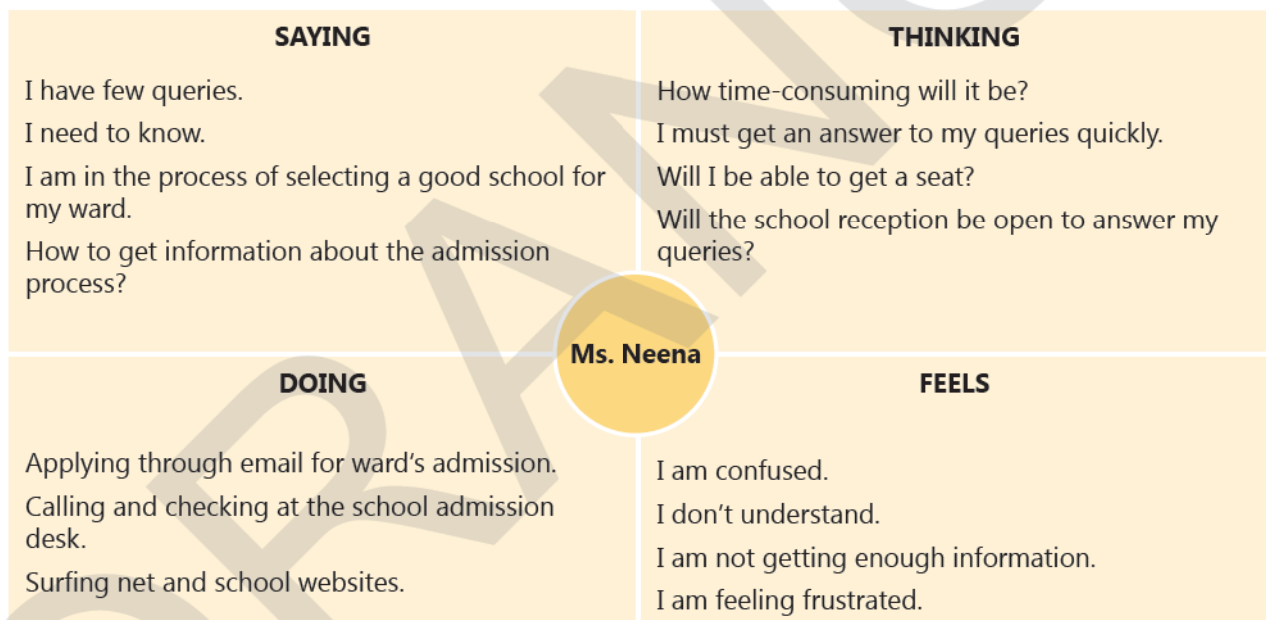 SAYING
I have few queries.
I need to know.
I am in the process of selecting a good school for
my ward.
How to get information about the admission
process?
THINKING
How time-consuming will it be?
I must get an answer to my queries quickly.
Will I be able to get a seat?
Will the school reception be open to answer my
queries?
Ms. Neena
DOING
Applying through email for ward's admission.
Calling and checking at the school admission
desk.
Surfing net and school websites.
FEELS
I am confused.
I don't understand.
I am not getting enough information.
I am feeling frustrated.